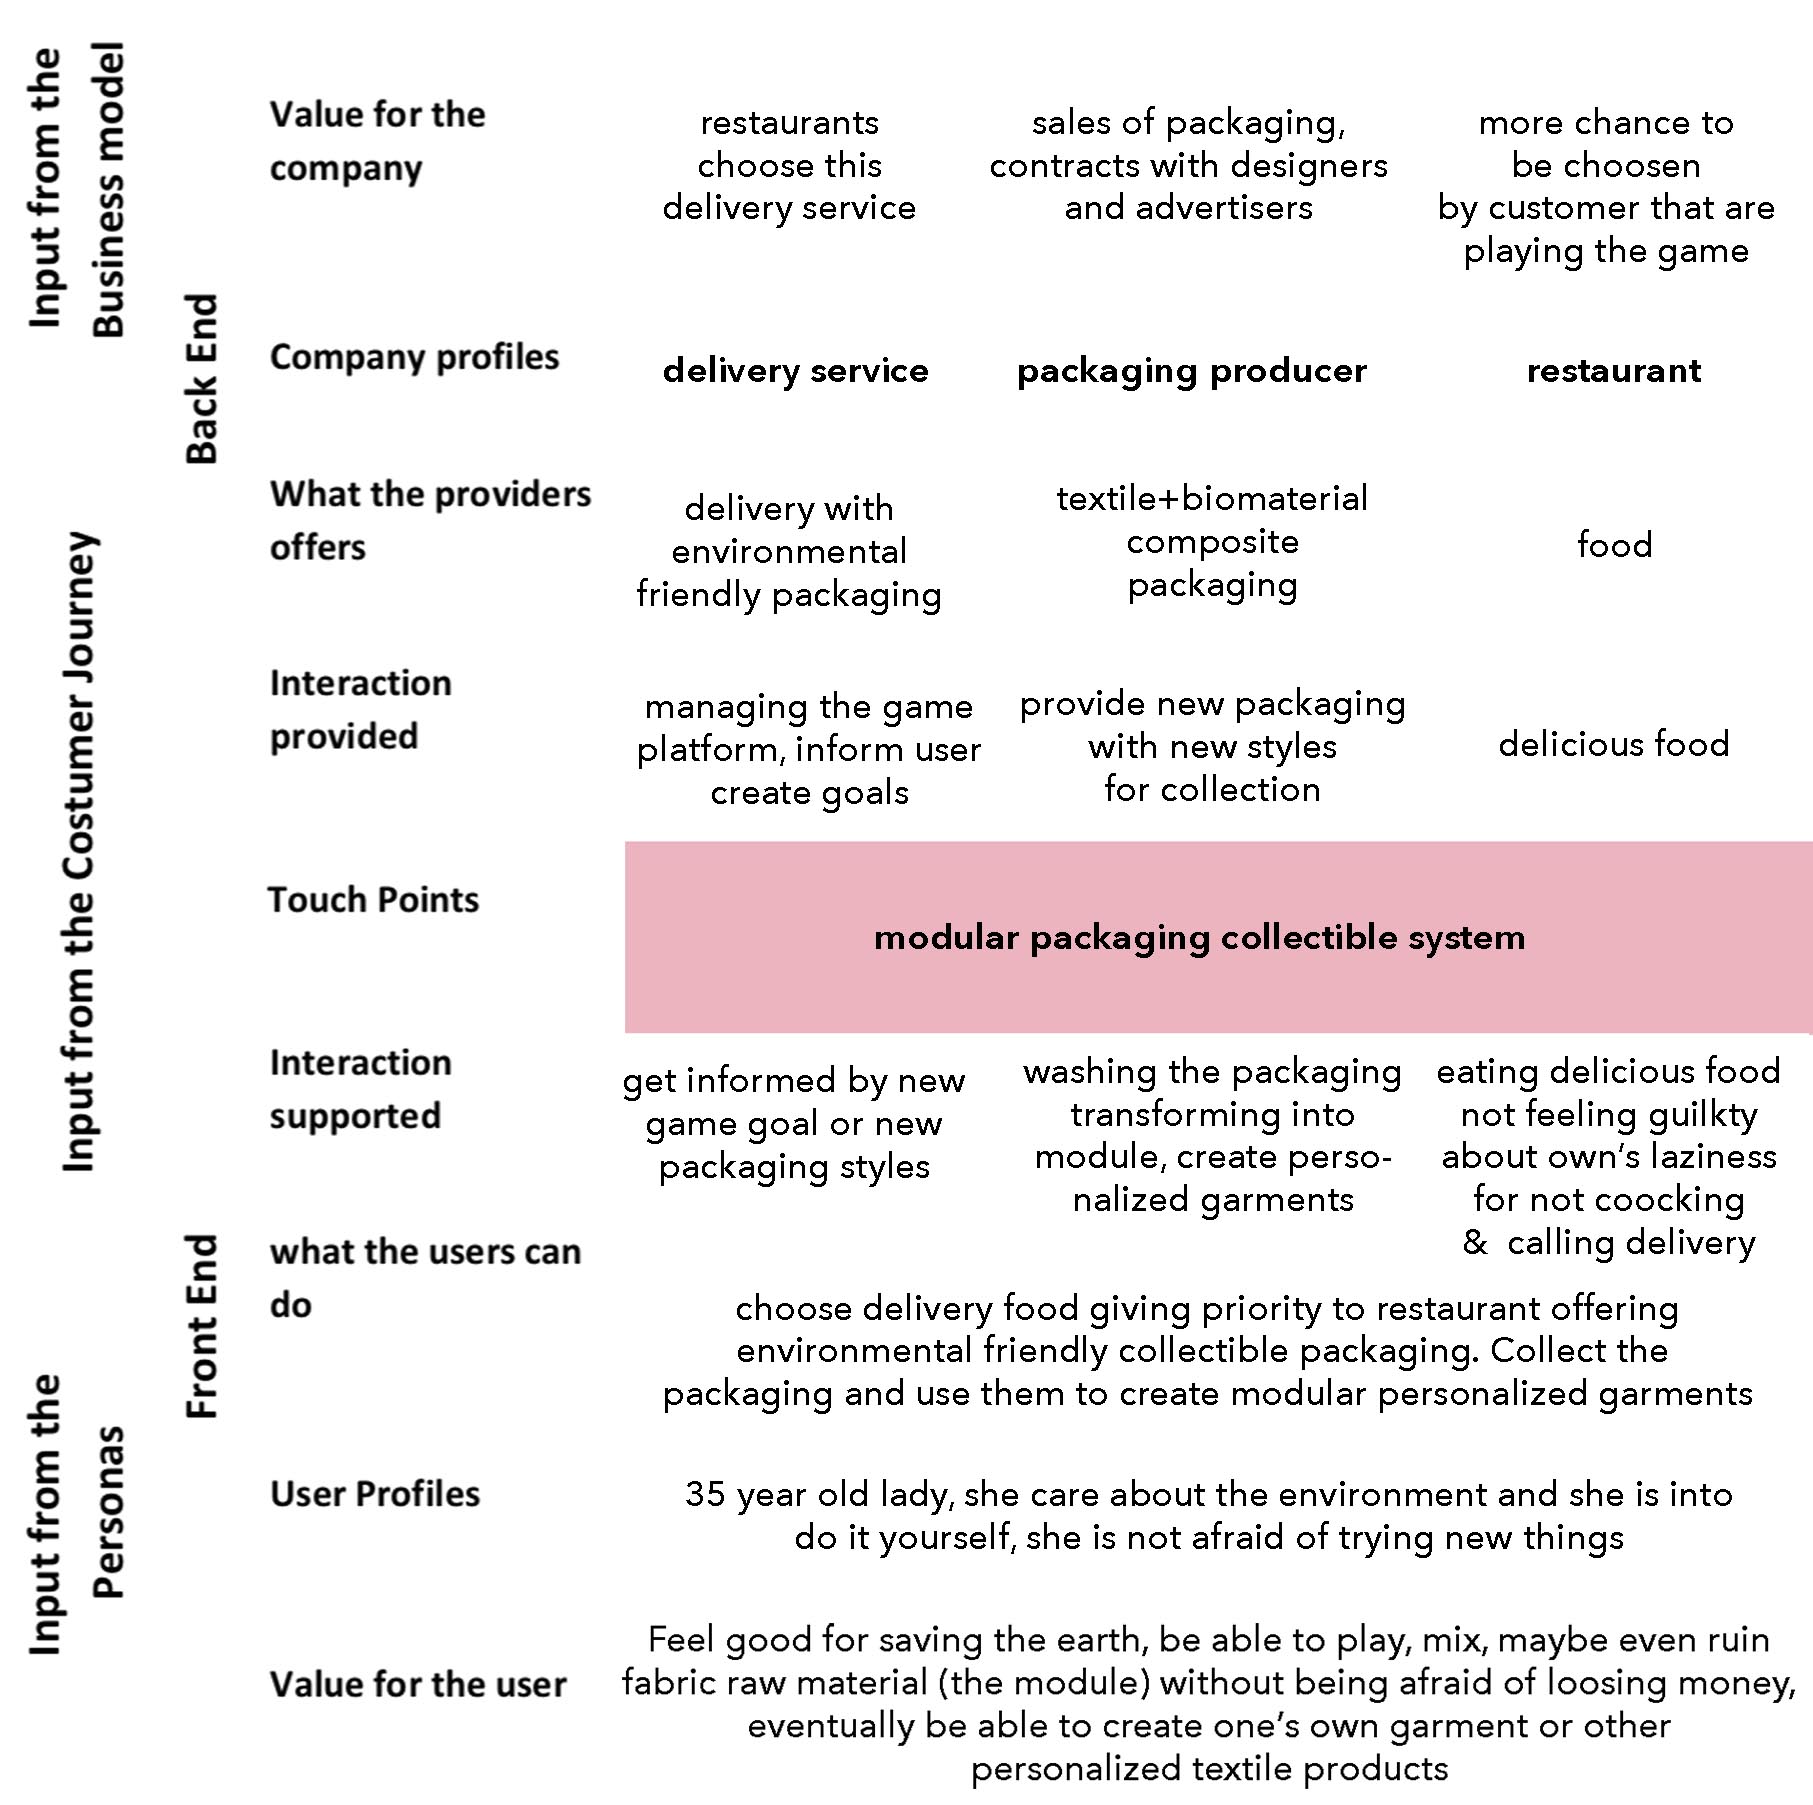 Input from the
Business model
Back End
Value for the
company
restaurants
choose this
delivery service
sales of packaging,
contracts with designers
and advertisers
more chance to
be choosen
by customer that are
playing the game
Company profiles
delivery service
packaging producer
restaurant
Input from the Costumer Journey
What the providers
offers
delivery with
environmental
friendly packaging
textile+biomaterial
composite
packaging
food
Interaction
provided
managing the game
platform, inform user
create goals
provide new packaging
with new styles
for collection
delicious food
Touch Points
modular packaging collectible system
Interaction
supported
get informed by new
game goal or new
packaging styles
washing the packaging
transforming into
module, create perso-
nalized garments
eating delicious food
not feeling guilkty
about own's laziness
for not coocking
& calling delivery
Front End
what the users can
do
choose delivery food giving priority to restaurant offering
environmental friendly collectible packaging. Collect the
packaging and use them to create modular personalized garments
Input from the
Personas
User Profiles
35 year old lady, she care about the environment and she is into
do it yourself, she is not afraid of trying new things
Value for the user
Feel good for saving the earth, be able to play, mix, maybe even ruin
fabric raw material (the module) without being afraid of loosing money,
eventually be able to create one's own garment or other
personalized textile products